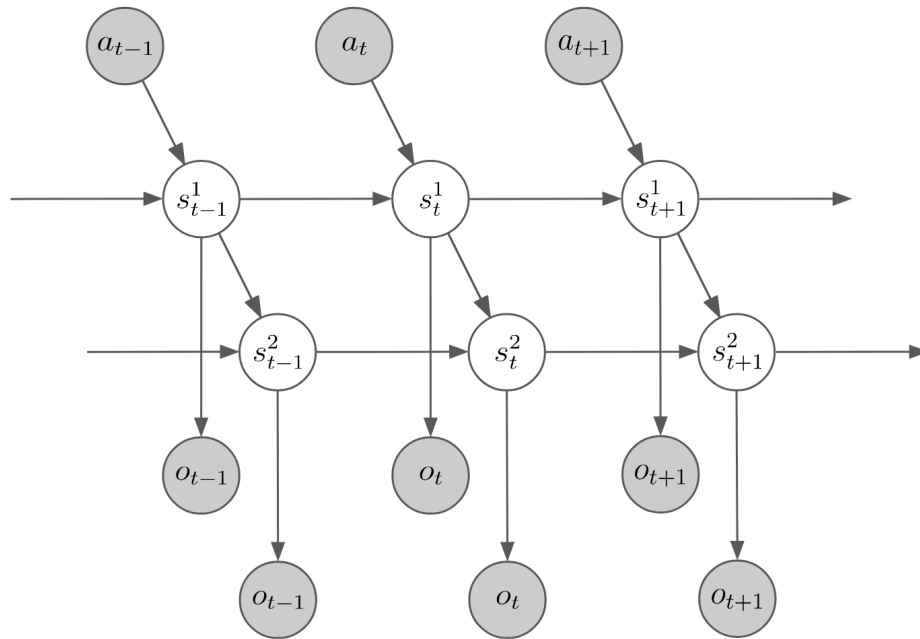 a_{t−1} a_t a_{t+1}
s^1_{t−1} s^1_t s^1_{t+1}
s^2_{t−1} s^2_t s^2_{t+1}
o_{t−1} o_t o_{t+1}
o_{t−1} o_t o_{t+1}